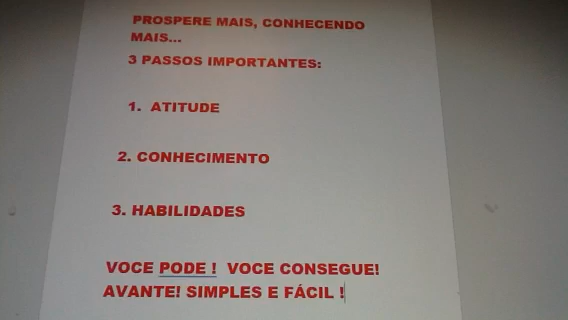 PROSPERE MAIS, CONHECENDO
MAIS...
3 PASSOS IMPORTANTES:
1. ATITUDE
2. CONHECIMENTO
3. HABILIDADES
VOCE PODE ! VOCE CONSEGUE!
AVANTE! SIMPLES E FÁCIL !